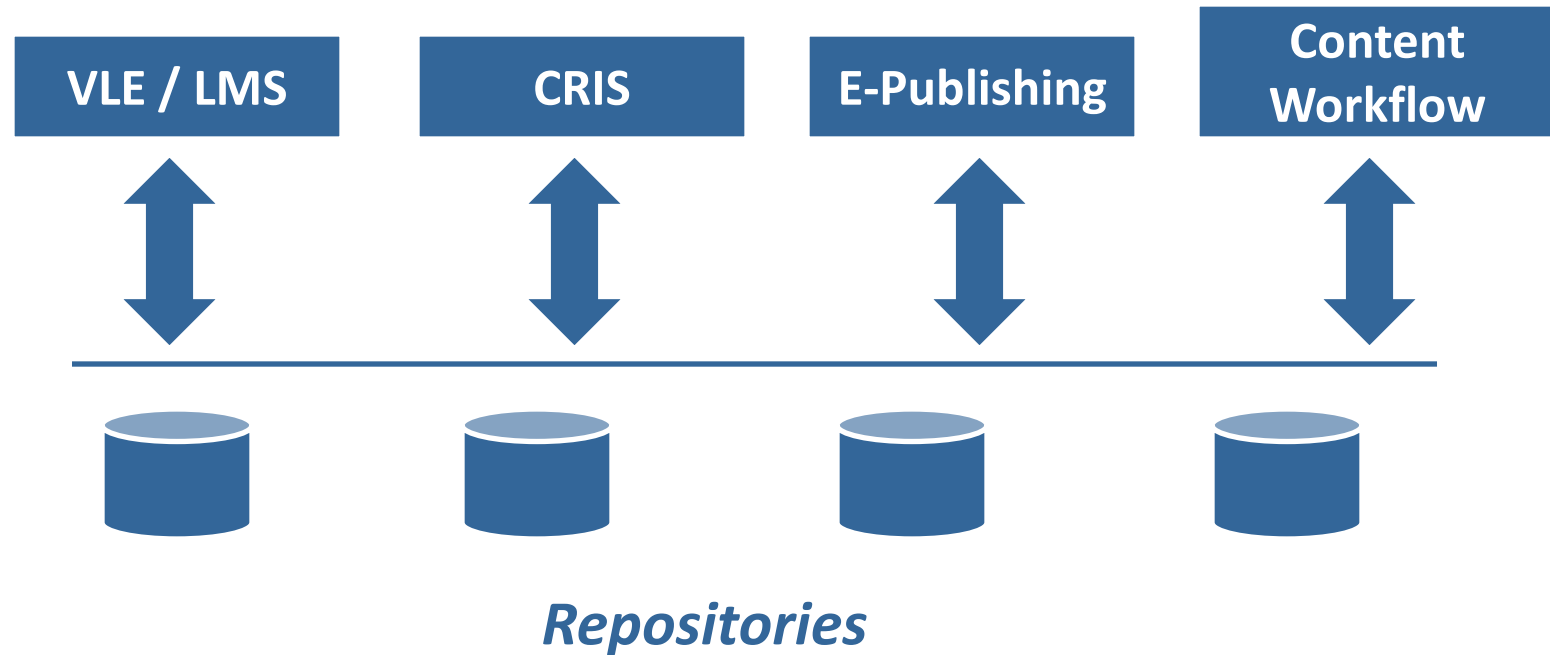 VLE / LMS
CRIS
E-Publishing
Content
Workflow
Repositories